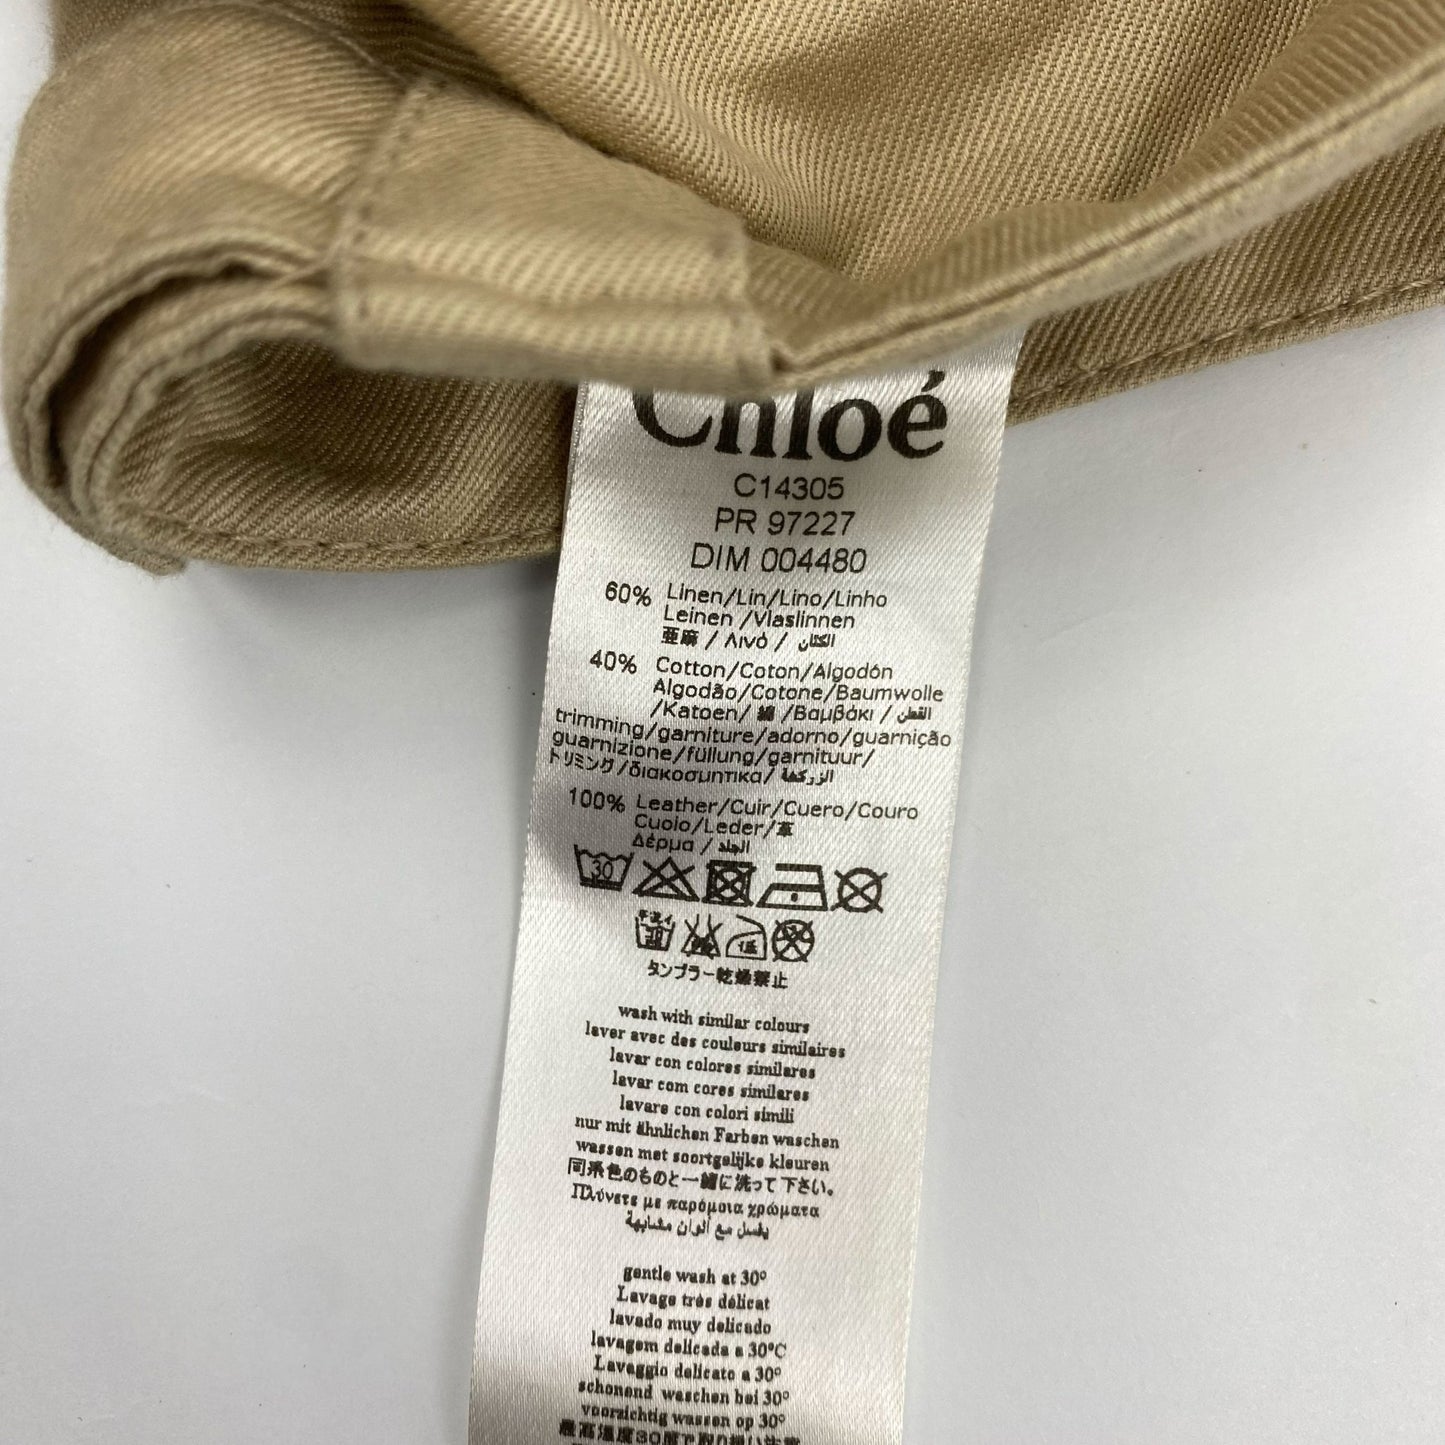 Chloé
C14305
PR 97227
DIM 004480
60% Linen/Lin/Lino/Linho
Leinen /Vlaslinnen
亜麻 / Λινό / الكتان
40% Cotton/Coton/Algodón
Algodão/Cotone/Baumwolle
/Katoen/ 綿 /Βαμβάκι / القطن
trimming/garniture/adorno/guarnição
guarnizione/füllung/garnituur/
トリミング/διακοσμητικα/ الزركشة
100% Leather/Cuir/Cuero/Couro
Cuoio/Leder/革
Δέρμα / الجلد
30
手洗イ
30
タンブラー乾燥禁止
wash with similar colours
laver avec des couleurs similaires
lavar con colores similares
lavar com cores similares
lavare con colori simili
nur mit ähnlichen Farben waschen
wassen met soortgelijke kleuren
同系色のものと一緒に洗って下さい。
Πλύνετε με παρόμοια χρώματα
يغسل مع ألوان مشابهة
gentle wash at 30°
Lavage très délicat
lavado muy delicado
lavagem delicada a 30°C
Lavaggio delicato a 30°
schonend waschen bei 30°
voorzichtig wassen op 30°